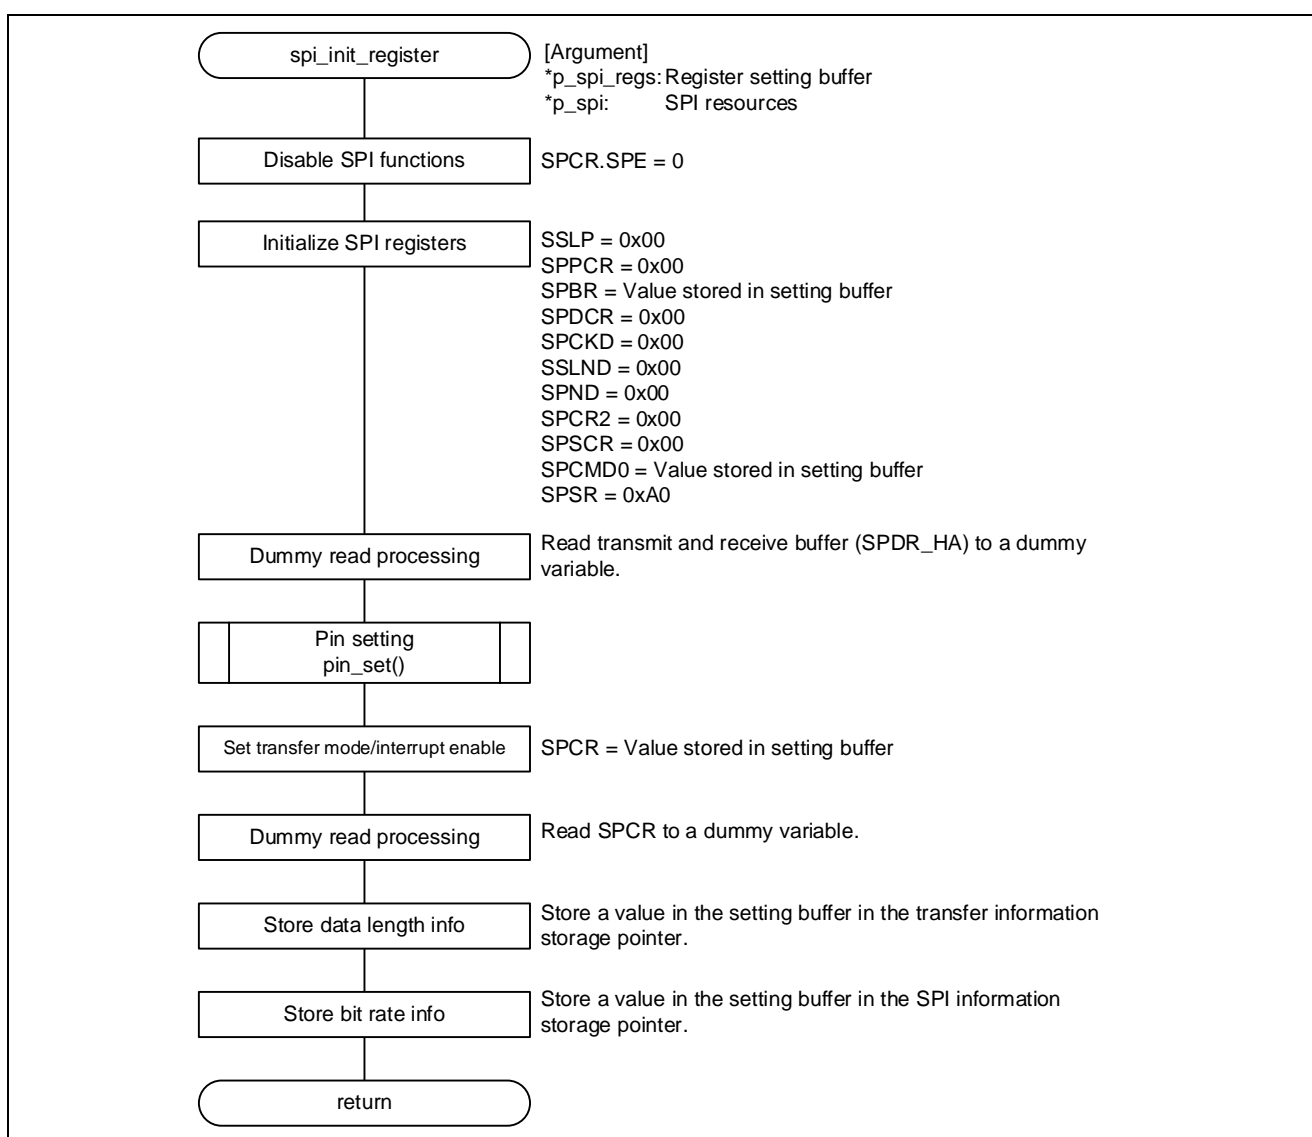 spi_init_register
[Argument]
*p_spi_regs: Register setting buffer
*p_spi: SPI resources
Disable SPI functions
SPCR.SPE = 0
Initialize SPI registers
SSLP = 0x00
SPPCR = 0x00
SPBR = Value stored in setting buffer
SPDCR = 0x00
SPCKD = 0x00
SSLND = 0x00
SPND = 0x00
SPCR2 = 0x00
SPSCR = 0x00
SPCMD0 = Value stored in setting buffer
SPSR = 0xA0
Dummy read processing
Read transmit and receive buffer (SPDR_HA) to a dummy
variable.
Pin setting
pin_set()
Set transfer mode/interrupt enable
SPCR = Value stored in setting buffer
Dummy read processing
Read SPCR to a dummy variable.
Store data length info
Store a value in the setting buffer in the transfer information
storage pointer.
Store bit rate info
Store a value in the setting buffer in the SPI information
storage pointer.
return